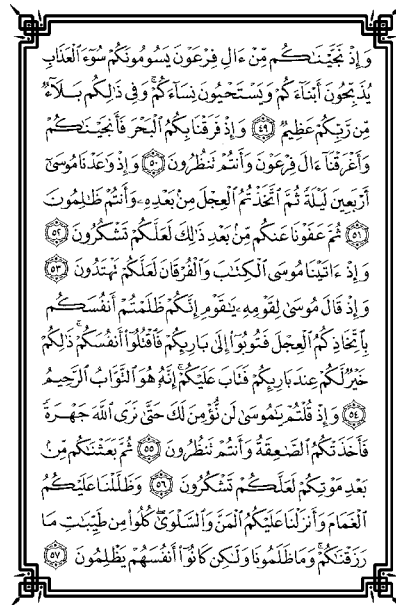 وَإِذْ نَجَّيْنَٰكُم مِّنْ ءَالِ فِرْعَوْنَ يَسُومُونَكُمْ سُوٓءَ ٱلْعَذَابِ
يُذَبِّحُونَ أَبْنَآءَكُمْ وَيَسْتَحْيُونَ نِسَآءَكُمْ ۚ وَفِى ذَٰلِكُم بَلَآءٌ
مِّن رَّبِّكُمْ عَظِيمٌ ٤٩ وَإِذْ فَرَقْنَا بِكُمُ ٱلْبَحْرَ فَأَنجَيْنَٰكُمْ
وَأَغْرَقْنَآ ءَالَ فِرْعَوْنَ وَأَنتُمْ تَنظُرُونَ ٥٠ وَإِذْ وَٰعَدْنَا مُوسَىٰٓ
أَرْبَعِينَ لَيْلَةً ثُمَّ ٱتَّخَذْتُمُ ٱلْعِجْلَ مِنۢ بَعْدِهِۦ وَأَنتُمْ ظَٰلِمُونَ
٥١ ثُمَّ عَفَوْنَا عَنكُم مِّنۢ بَعْدِ ذَٰلِكَ لَعَلَّكُمْ تَشْكُرُونَ ٥٢
وَإِذْ ءَاتَيْنَا مُوسَى ٱلْكِتَٰبَ وَٱلْفُرْقَانَ لَعَلَّكُمْ تَهْتَدُونَ ٥٣
وَإِذْ قَالَ مُوسَىٰ لِقَوْمِهِۦ يَٰقَوْمِ إِنَّكُمْ ظَلَمْتُمْ أَنفُسَكُم
بِٱتِّخَاذِكُمُ ٱلْعِجْلَ فَتُوبُوٓا۟ إِلَىٰ بَارِئِكُمْ فَٱقْتُلُوٓا۟ أَنفُسَكُمْ ذَٰلِكُمْ
خَيْرٌ لَّكُمْ عِندَ بَارِئِكُمْ فَتَابَ عَلَيْكُمْ ۚ إِنَّهُۥ هُوَ ٱلتَّوَّابُ ٱلرَّحِيمُ
٥٤ وَإِذْ قُلْتُمْ يَٰمُوسَىٰ لَن نُّؤْمِنَ لَكَ حَتَّىٰ نَرَى ٱللَّهَ جَهْرَةً
فَأَخَذَتْكُمُ ٱلصَّٰعِقَةُ وَأَنتُمْ تَنظُرُونَ ٥٥ ثُمَّ بَعَثْنَٰكُم مِّنۢ
بَعْدِ مَوْتِكُمْ لَعَلَّكُمْ تَشْكُرُونَ ٥٦ وَظَلَّلْنَا عَلَيْكُمُ
ٱلْغَمَامَ وَأَنزَلْنَا عَلَيْكُمُ ٱلْمَنَّ وَٱلسَّلْوَىٰ ۖ كُلُوا۟ مِن طَيِّبَٰتِ مَا
رَزَقْنَٰكُمْ ۖ وَمَا ظَلَمُونَا وَلَٰكِن كَانُوٓا۟ أَنفُسَهُمْ يَظْلِمُونَ ٥٧